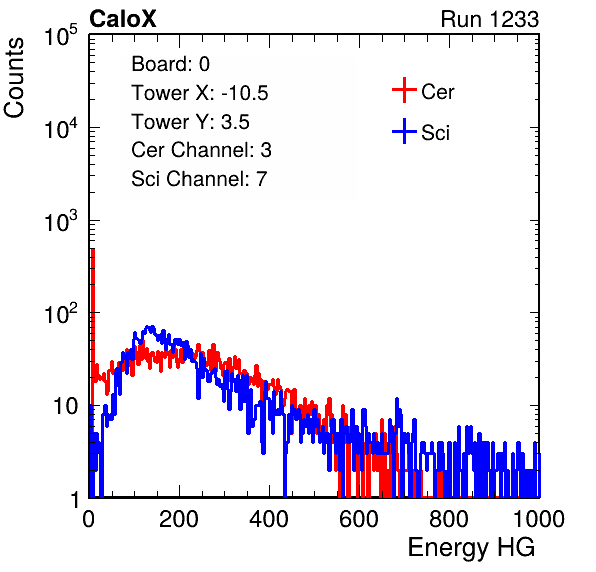 CaloX Run 1233
Counts
Board: 0
Tower X: -10.5
Tower Y: 3.5
Cer Channel: 3
Sci Channel: 7
Cer
Sci
10^5
10^4
10^3
10^2
10
1
0 200 400 600 800 1000
Energy HG